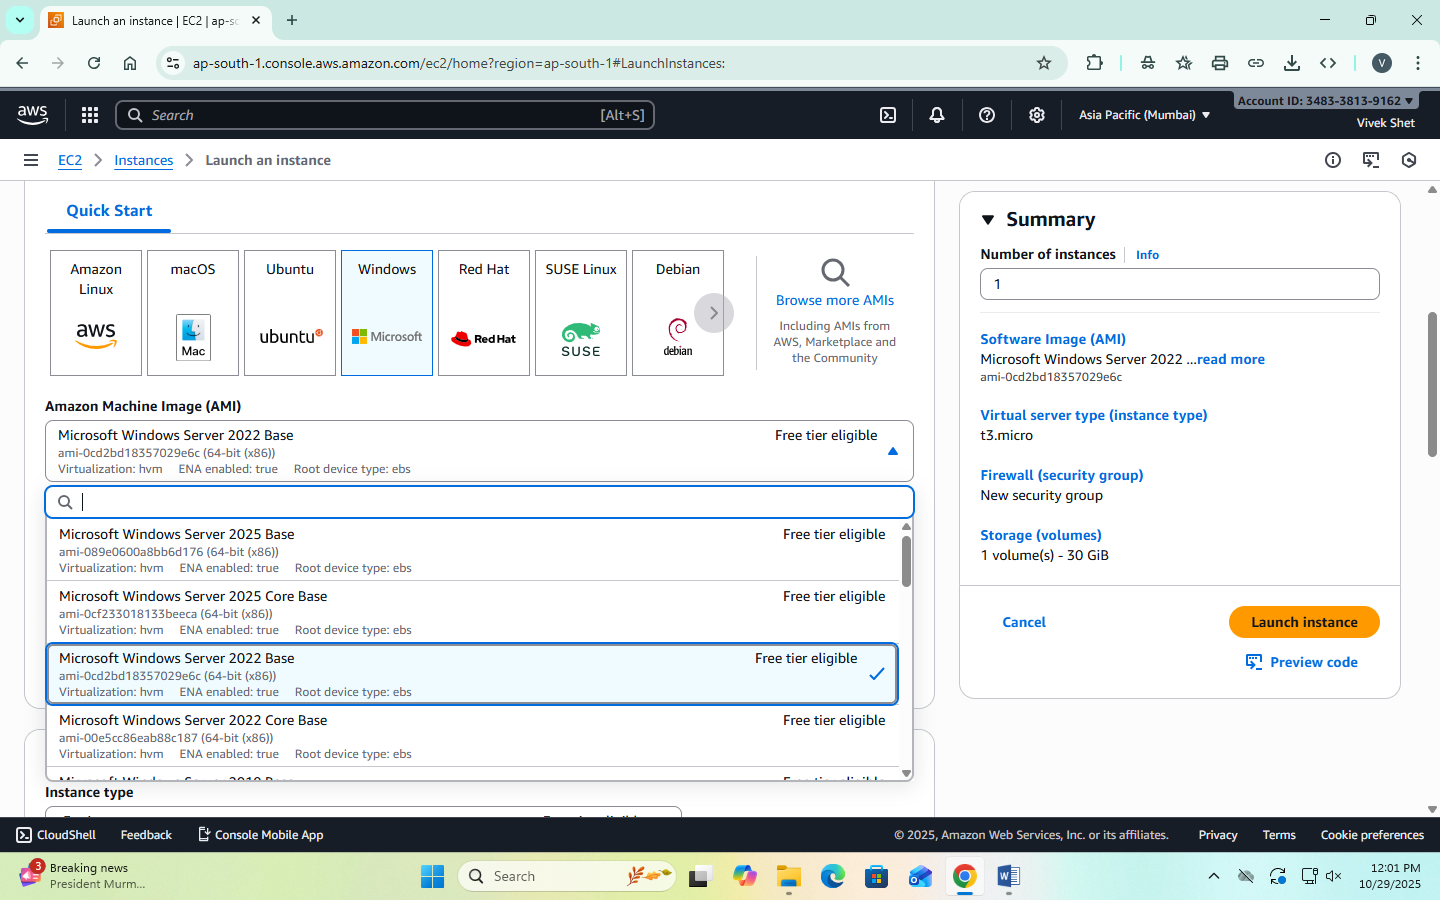 Launch an instance | EC2 | ap-sc
ap-south-1.console.aws.amazon.com/ec2/home?region=ap-south-1#LaunchInstances:
V
aws
Search
[Alt+S]
Asia Pacific (Mumbai)
Account ID: 3483-3813-9162
Vivek Shet
EC2
Instances
Launch an instance
Quick Start
Amazon
Linux
aws
macOS
Mac
Ubuntu
ubuntu
Windows
Microsoft
Red Hat
Red Hat
SUSE Linux
SUSE
Debian
debian
Browse more AMIs
Including AMIs from
AWS, Marketplace and
the Community
Amazon Machine Image (AMI)
Microsoft Windows Server 2022 Base
Free tier eligible
ami-0cd2bd18357029e6c (64-bit (x86))
Virtualization: hvm ENA enabled: true Root device type: ebs
Microsoft Windows Server 2025 Base
Free tier eligible
ami-089e0600a8bb6d176 (64-bit (x86))
Virtualization: hvm ENA enabled: true Root device type: ebs
Microsoft Windows Server 2025 Core Base
Free tier eligible
ami-0cf233018133beeca (64-bit (x86))
Virtualization: hvm ENA enabled: true Root device type: ebs
Microsoft Windows Server 2022 Base
Free tier eligible
ami-0cd2bd18357029e6c (64-bit (x86))
Virtualization: hvm ENA enabled: true Root device type: ebs
Microsoft Windows Server 2022 Core Base
Free tier eligible
ami-00e5cc86eab88c187 (64-bit (x86))
Virtualization: hvm ENA enabled: true Root device type: ebs
Instance type
Summary
Number of instances
Info
1
Software Image (AMI)
Microsoft Windows Server 2022 ...read more
ami-0cd2bd18357029e6c
Virtual server type (instance type)
t3.micro
Firewall (security group)
New security group
Storage (volumes)
1 volume(s) - 30 GiB
Cancel
Launch instance
Preview code
CloudShell
Feedback
Console Mobile App
© 2025, Amazon Web Services, Inc. or its affiliates.
Privacy
Terms
Cookie preferences
3
Breaking news
President Murm...
Search
12:01 PM
10/29/2025